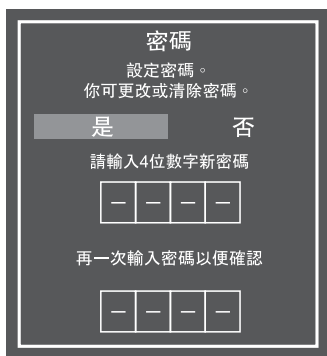 密碼
設定密碼。
你可更改或清除密碼。
是 否
請輸入4位數字新密碼
– – – –
再一次輸入密碼以便確認
– – – –